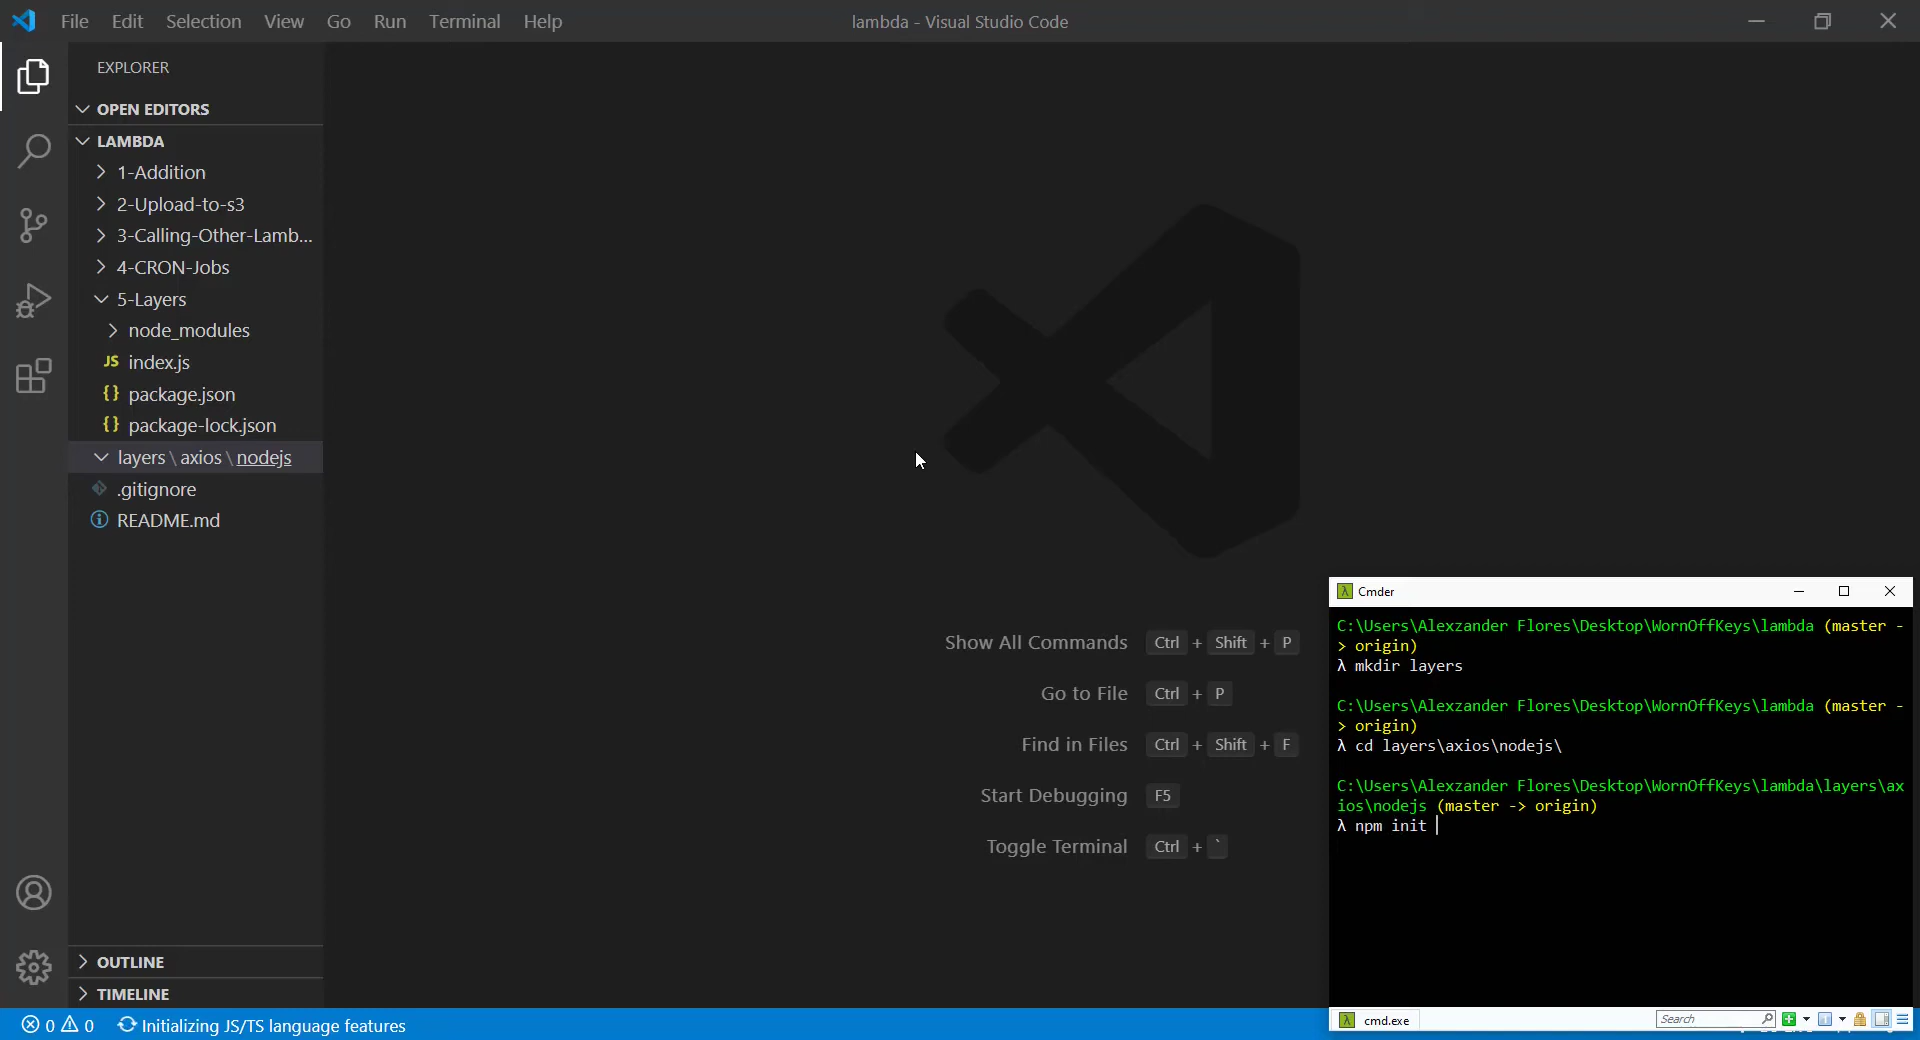 File Edit Selection View Go Run Terminal Help
lambda - Visual Studio Code
EXPLORER
OPEN EDITORS
LAMBDA
1-Addition
2-Upload-to-s3
3-Calling-Other-Lamb...
4-CRON-Jobs
5-Layers
node_modules
JS index.js
{} package.json
{} package-lock.json
layers\axios\nodejs
.gitignore
README.md
OUTLINE
TIMELINE
Show All Commands Ctrl + Shift + P
Go to File Ctrl + P
Find in Files Ctrl + Shift + F
Start Debugging F5
Toggle Terminal Ctrl + `
λ Cmder
C:\Users\Alexzander Flores\Desktop\WornOffKeys\lambda (master -
> origin)
λ mkdir layers
C:\Users\Alexzander Flores\Desktop\WornOffKeys\lambda (master -
> origin)
λ cd layers\axios\nodejs\
C:\Users\Alexzander Flores\Desktop\WornOffKeys\lambda\layers\ax
ios\nodejs (master -> origin)
λ npm init
λ cmd.exe
Search
0 0 Initializing JS/TS language features